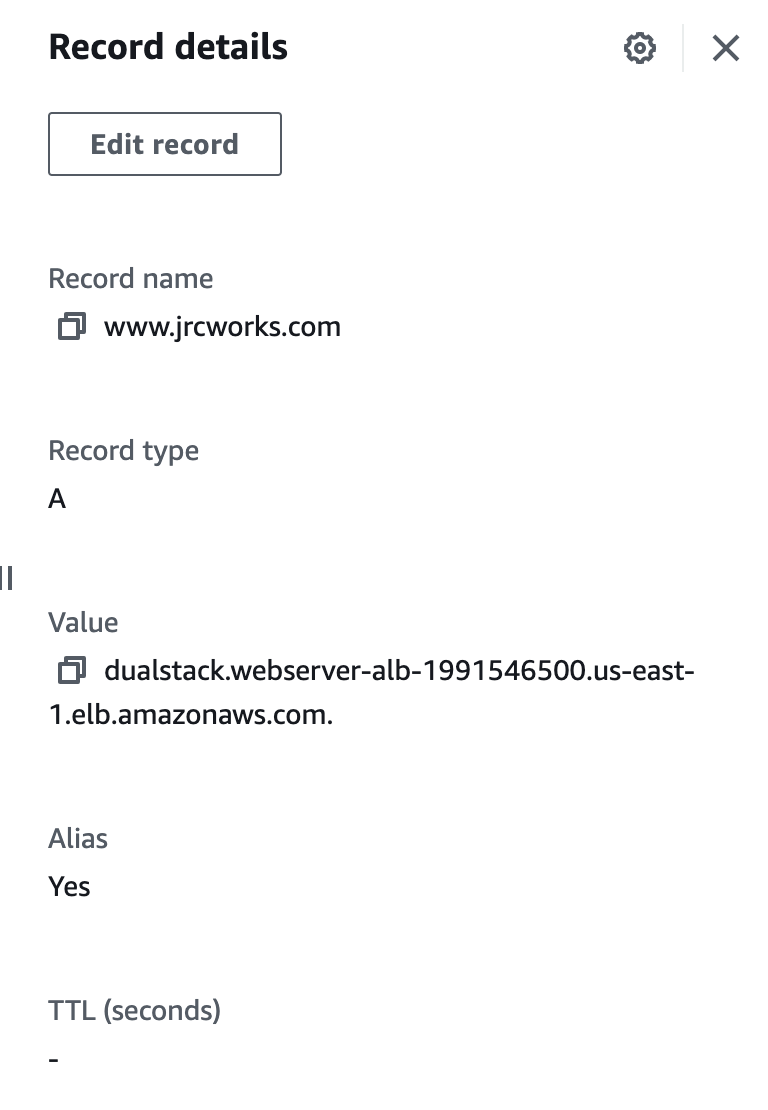 Record details
Edit record
Record name
www.jrcworks.com
Record type
A
Value
dualstack.webserver-alb-1991546500.us-east-
1.elb.amazonaws.com.
Alias
Yes
TTL (seconds)
-